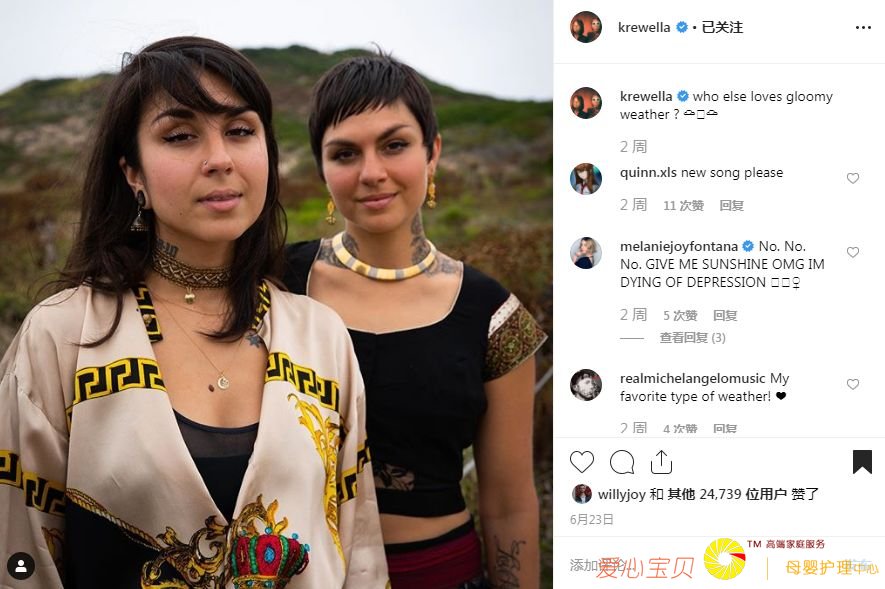 krewella • 已关注
krewella who else loves gloomy
weather ?
2 周
quinn.xls new song please
2 周 11 次赞 回复
melaniejoyfontana No. No.
No. GIVE ME SUNSHINE OMG IM
DYING OF DEPRESSION
2 周 5 次赞 回复
查看回复 (3)
realmichelangelomusic My
favorite type of weather! ❤
2 周 4 次赞 回复
willyjoy 和 其他 24,739 位用户 赞了
6月23日
添加评论
爱心宝贝
TM 高端家庭服务
母婴护理中心